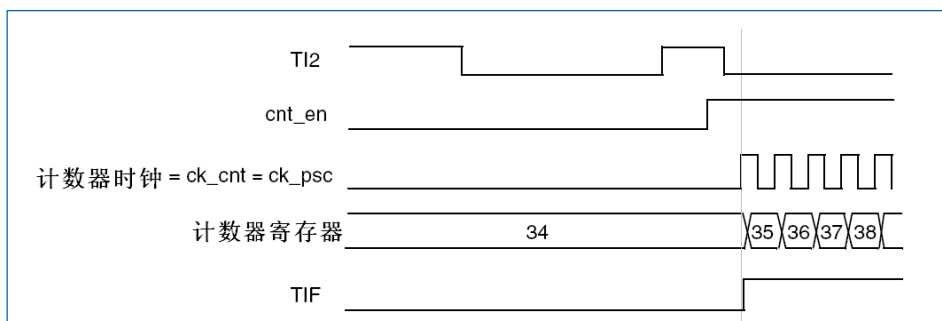 TI2
cnt_en
计数器时钟 = ck_cnt = ck_psc
计数器寄存器 34 35 36 37 38
TIF